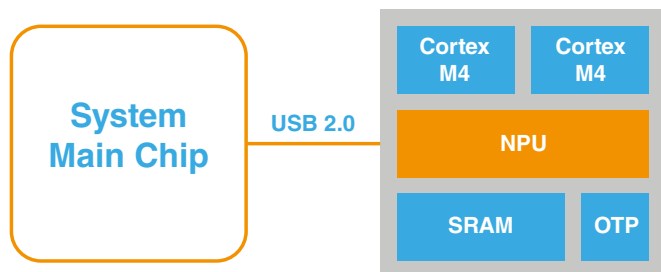 System
Main Chip
USB 2.0
Cortex
M4
Cortex
M4
NPU
SRAM
OTP